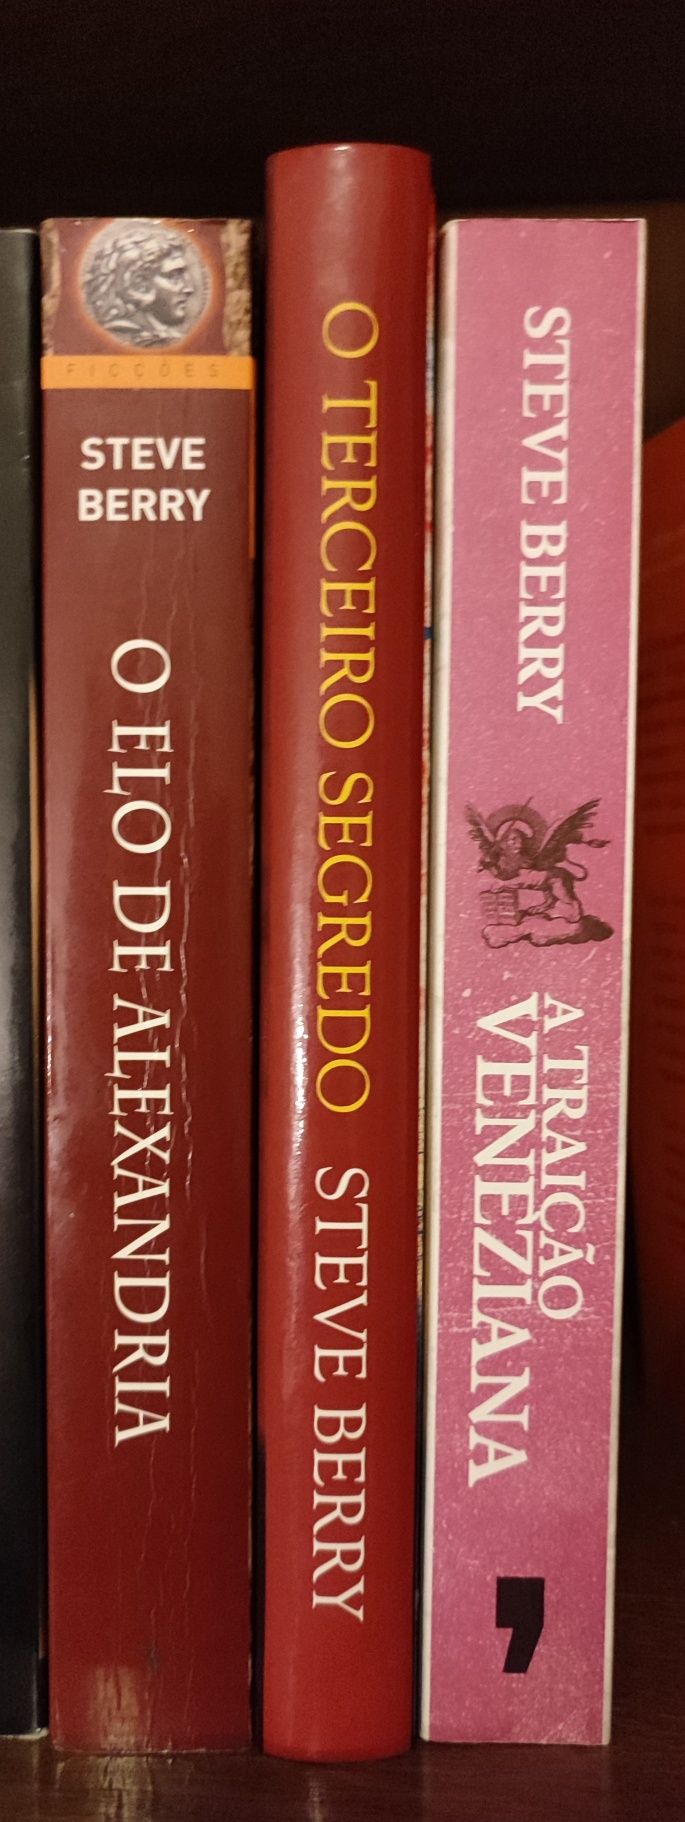 FICÇÕES
STEVE
BERRY
O ELO DE ALEXANDRIA
O TERCEIRO SEGREDO STEVE BERRY
STEVE BERRY
A TRAIÇÃO
VENEZIANA